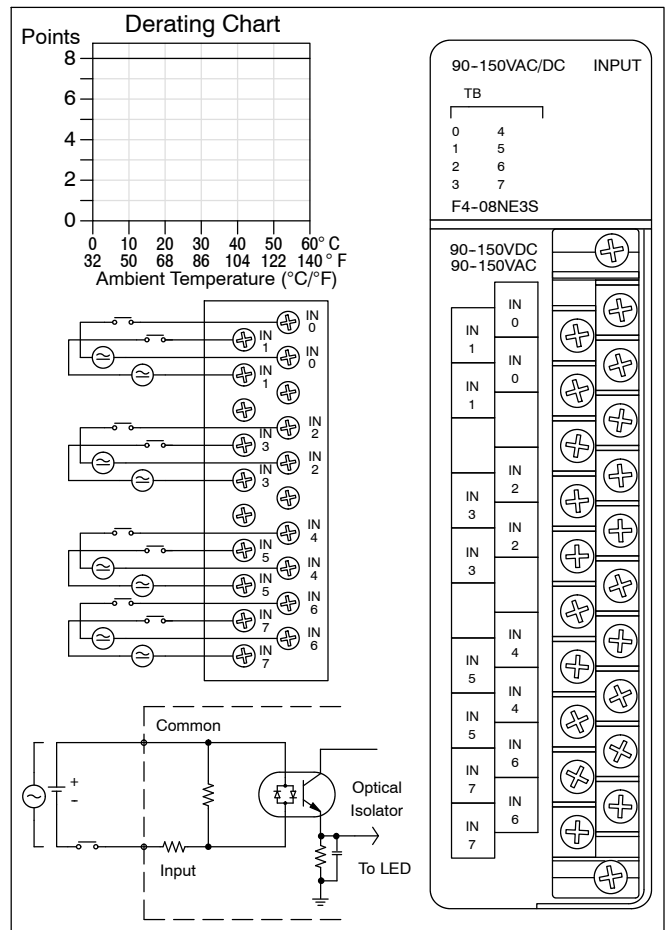 Derating Chart
Points
8
6
4
2
0
0 10 20 30 40 50 60°C
32 50 68 86 104 122 140°F
Ambient Temperature (°C/°F)
IN
0
IN
1
IN
0
IN
1
IN
2
IN
3
IN
2
IN
3
IN
4
IN
5
IN
4
IN
5
IN
6
IN
7
IN
6
IN
7
Common
+
-
Optical
Isolator
Input
To LED
90-150VAC/DC INPUT
TB
0 4
1 5
2 6
3 7
F4-08NE3S
90-150VDC
90-150VAC
IN
0
IN
1
IN
0
IN
1
IN
2
IN
3
IN
2
IN
3
IN
4
IN
5
IN
4
IN
5
IN
6
IN
7
IN
6
IN
7